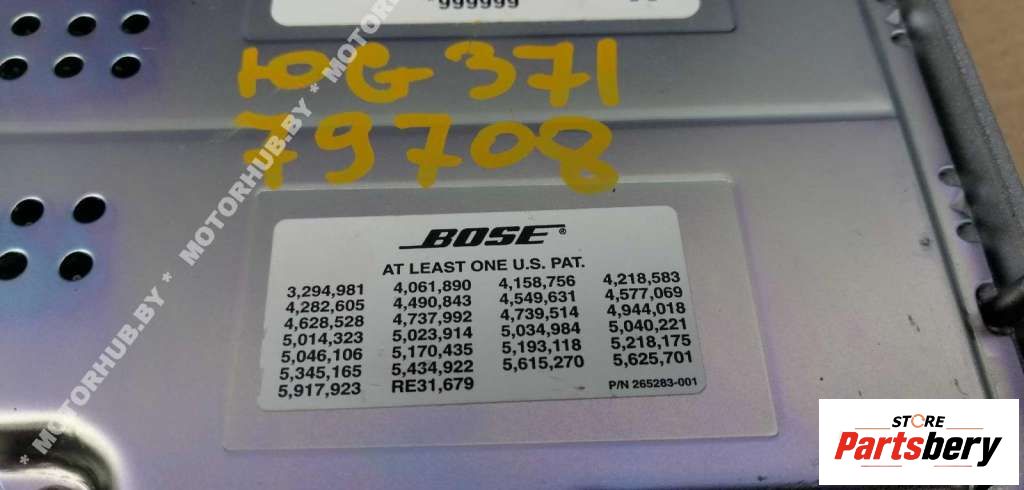 666666*
ЮG371
79708
* MOTORHUB.BY * MOTORHUB.BY * MOTORHUB
BOSE®
AT LEAST ONE U.S. PAT.
3,294,981 4,061,890 4,158,756 4,218,583
4,282,605 4,490,843 4,549,631 4,577,069
4,628,528 4,737,992 4,739,514 4,944,018
5,014,323 5,023,914 5,034,984 5,040,221
5,046,106 5,170,435 5,193,118 5,218,175
5,345,165 5,434,922 5,615,270 5,625,701
5,917,923 RE31,679 P/N 265283-001
STORE
Partsbery